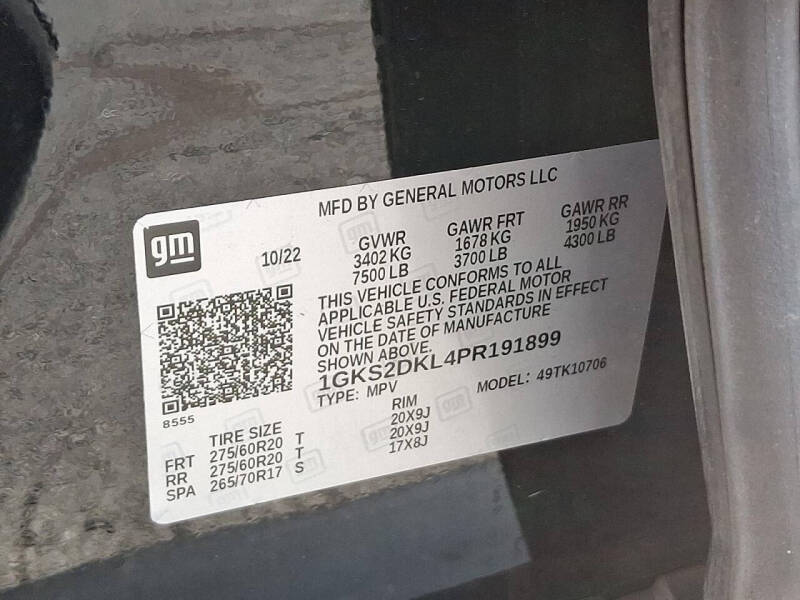 MFD BY GENERAL MOTORS LLC
gm
10/22
GVWR
3402 KG
7500 LB
GAWR FRT
1678 KG
3700 LB
GAWR RR
1950 KG
4300 LB
THIS VEHICLE CONFORMS TO ALL
APPLICABLE U.S. FEDERAL MOTOR
VEHICLE SAFETY STANDARDS IN EFFECT
ON THE DATE OF MANUFACTURE
SHOWN ABOVE.
1GKS2DKL4PR191899
TYPE: MPV
MODEL: 49TK10706
8555
TIRE SIZE
RIM
FRT 275/60R20 T 20X9J
RR 275/60R20 T 20X9J
SPA 265/70R17 S 17X8J